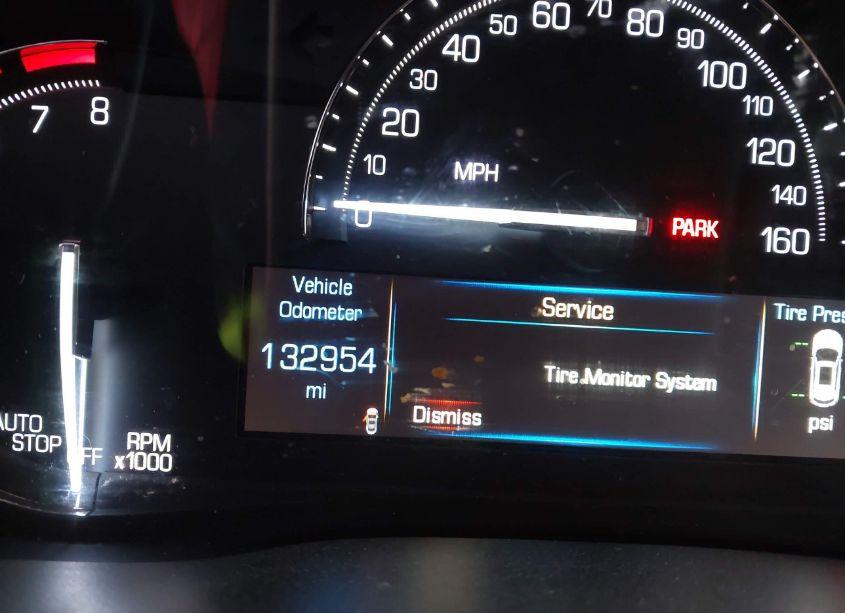 7
8
AUTO
STOP
RPM
x1000
0
10
20
30
40
50
60
70
80
90
100
110
120
140
160
MPH
PARK
Vehicle
Odometer
132954
mi
Service
Tire Monitor System
Dismiss
Tire Pres
psi